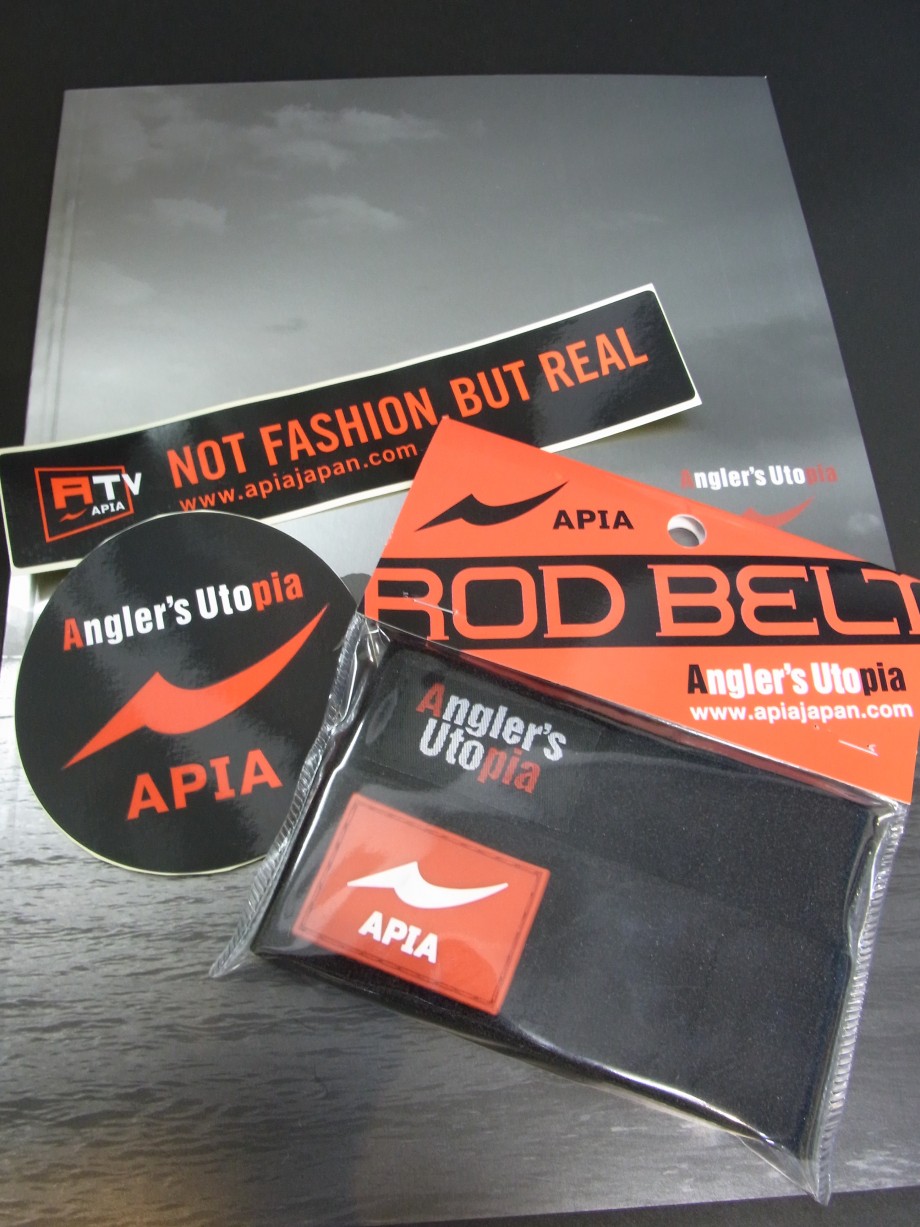 NOT FASHION, BUT REAL
www.apiajapan.com
ATV
APIA
Angler's Utopia
APIA
Angler's Utopia
APIA
ROD BELT
Angler's Utopia
www.apiajapan.com
Angler's
Utopia
APIA